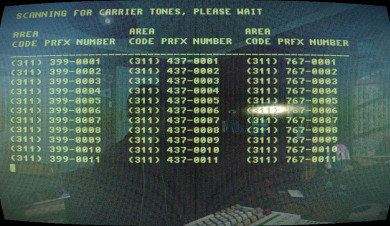 SCANNING FOR CARRIER TONES, PLEASE WAIT
AREA AREA AREA
CODE PRFX NUMBER CODE PRFX NUMBER CODE PRFX NUMBER
(311) 399-0001 (311) 437-0001 (311) 767-0001
(311) 399-0002 (311) 437-0002 (311) 767-0002
(311) 399-0003 (311) 437-0003 (311) 767-0003
(311) 399-0004 (311) 437-0004 (311) 767-0004
(311) 399-0005 (311) 437-0005 (311) 767-0005
(311) 399-0006 (311) 437-0006 (311) 767-0006
(311) 399-0007 (311) 437-0007 (311) 767-0007
(311) 399-0008 (311) 437-0008 (311) 767-0008
(311) 399-0009 (311) 437-0009 (311) 767-0009
(311) 399-0010 (311) 437-0010 (311) 767-0010
(311) 399-0011 (311) 437-0011 (311) 767-0011